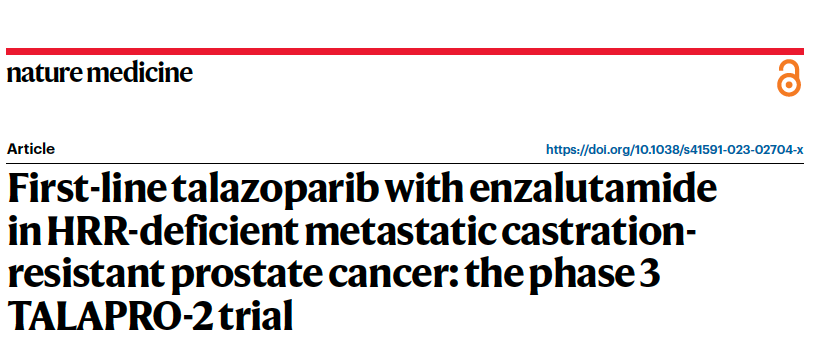 nature medicine
Article https://doi.org/10.1038/s41591-023-02704-x
First-line talazoparib with enzalutamide
in HRR-deficient metastatic castration-
resistant prostate cancer: the phase 3
TALAPRO-2 trial